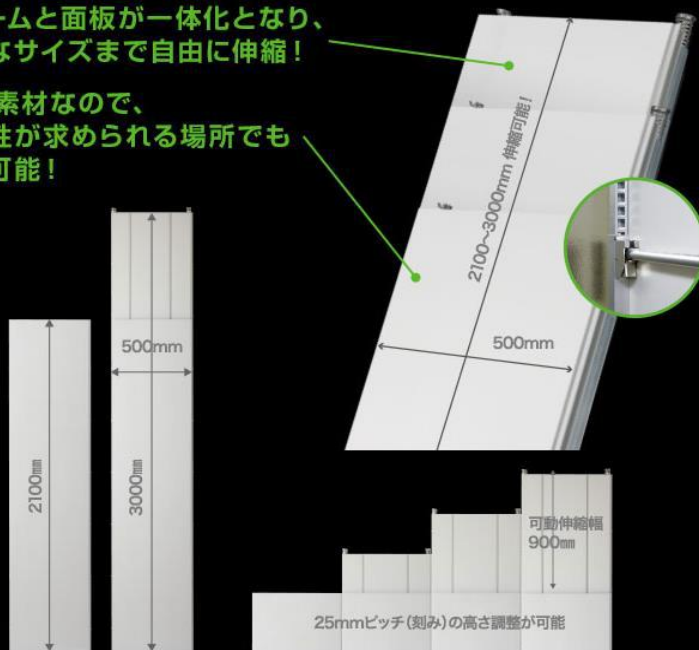 ームと面板が一体化となり、
なサイズまで自由に伸縮！
素材なので、
性が求められる場所でも
可能！
2100～3000mm 伸縮可能！
500mm
500mm
2100mm
3000mm
可動伸縮幅
900mm
25mmピッチ（刻み）の高さ調整が可能